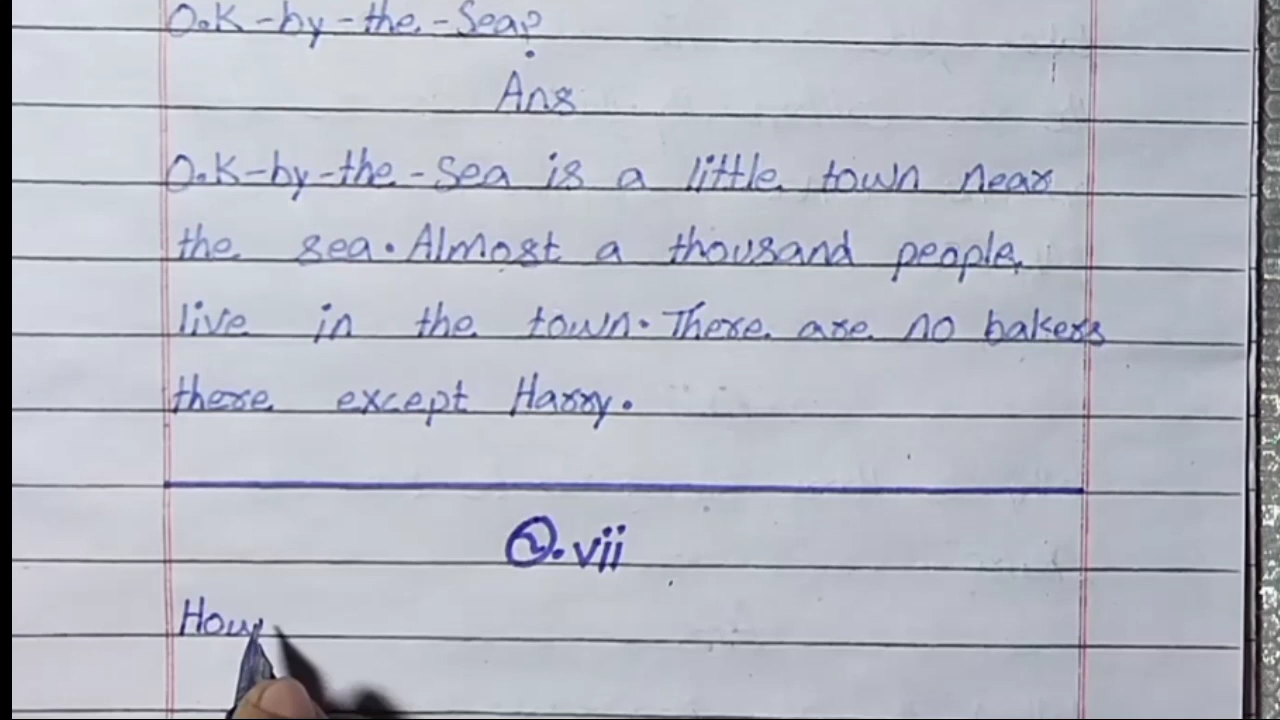 O.K-by-the-Sea?
Ans
O.K-by-the-Sea is a little town near
the sea. Almost a thousand people
live in the town. There are no bakers
there except Harry.
Q.vii
How